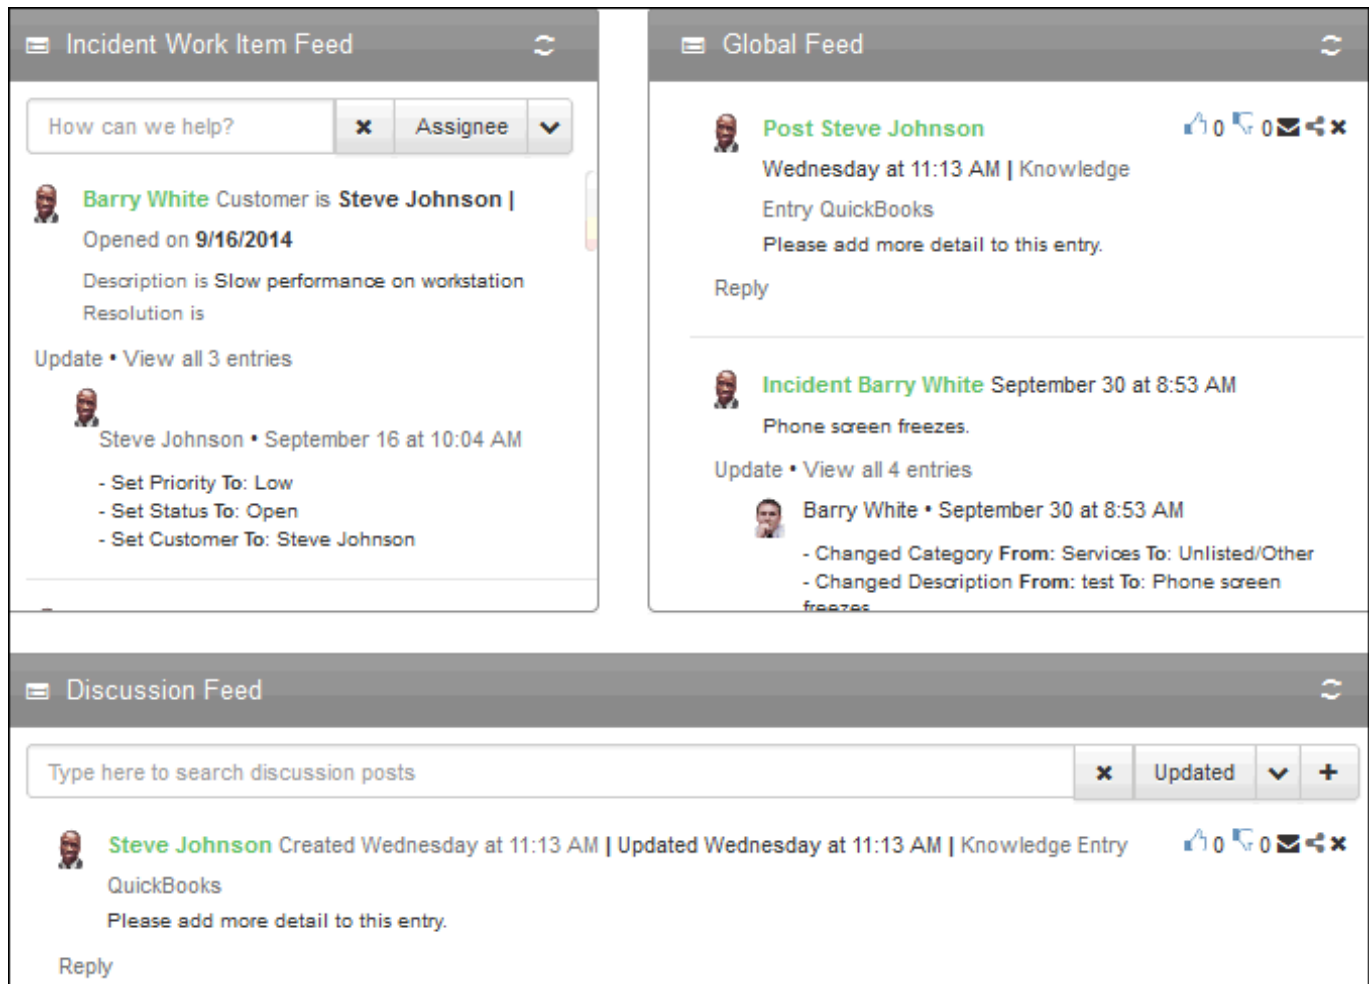 Incident Work Item Feed
How can we help?
Assignee
Barry White Customer is Steve Johnson |
Opened on 9/16/2014
Description is Slow performance on workstation
Resolution is
Update • View all 3 entries
Steve Johnson • September 16 at 10:04 AM
- Set Priority To: Low
- Set Status To: Open
- Set Customer To: Steve Johnson
Global Feed
Post Steve Johnson
0 0
Wednesday at 11:13 AM | Knowledge
Entry QuickBooks
Please add more detail to this entry.
Reply
Incident Barry White September 30 at 8:53 AM
Phone screen freezes.
Update • View all 4 entries
Barry White • September 30 at 8:53 AM
- Changed Category From: Services To: Unlisted/Other
- Changed Description From: test To: Phone screen
freezes
Discussion Feed
Type here to search discussion posts
Updated
Steve Johnson Created Wednesday at 11:13 AM | Updated Wednesday at 11:13 AM | Knowledge Entry
0 0
QuickBooks
Please add more detail to this entry.
Reply